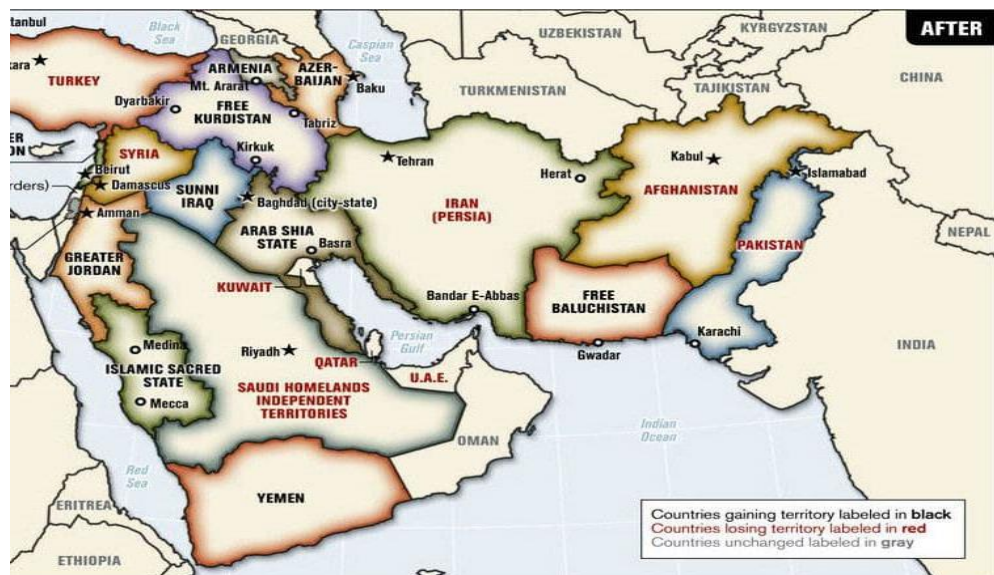 AFTER
tanbul
Black
Sea
GEORGIA
Caspian
Sea
UZBEKISTAN
KYRGYZSTAN
kara
TURKEY
ARMENIA
Mt. Ararat
AZER-
BAIJAN
Baku
TURKMENISTAN
TAJIKISTAN
CHINA
Dyarbakir
FREE
KURDISTAN
Tabriz
ER
ON
SYRIA
Kirkuk
Tehran
Herat
Kabul
Islamabad
Beirut
rders)
Damascus
SUNNI
IRAQ
Baghdad (city-state)
IRAN
(PERSIA)
AFGHANISTAN
Amman
ARAB SHIA
STATE
Basra
PAKISTAN
NEPAL
GREATER
JORDAN
KUWAIT
Bandar E-Abbas
FREE
BALUCHISTAN
Karachi
Gwadar
INDIA
Medina
Riyadh
Persian
Gulf
QATAR
U.A.E.
ISLAMIC SACRED
STATE
Mecca
SAUDI HOMELANDS
INDEPENDENT
TERRITORIES
OMAN
Indian
Ocean
Red
Sea
YEMEN
ERITREA
ETHIOPIA
Countries gaining territory labeled in black
Countries losing territory labeled in red
Countries unchanged labeled in gray